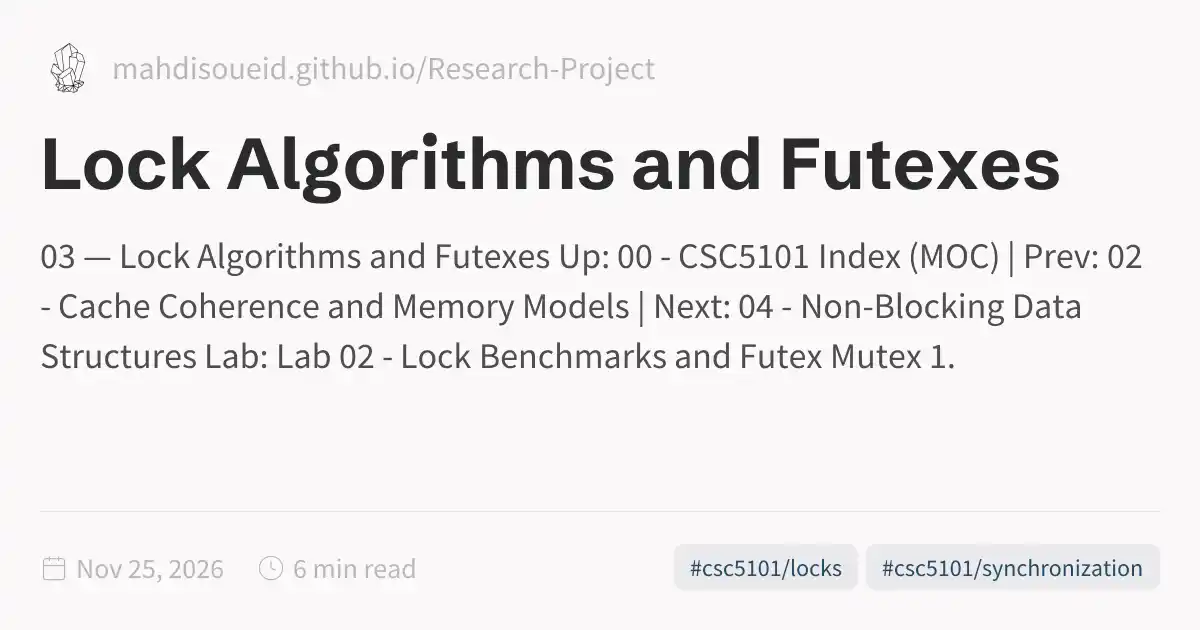 mahdisoueid.github.io/Research-Project
Lock Algorithms and Futexes
03 — Lock Algorithms and Futexes Up: 00 - CSC5101 Index (MOC) | Prev: 02
- Cache Coherence and Memory Models | Next: 04 - Non-Blocking Data
Structures Lab: Lab 02 - Lock Benchmarks and Futex Mutex 1.
Nov 25, 2026 6 min read #csc5101/locks #csc5101/synchronization